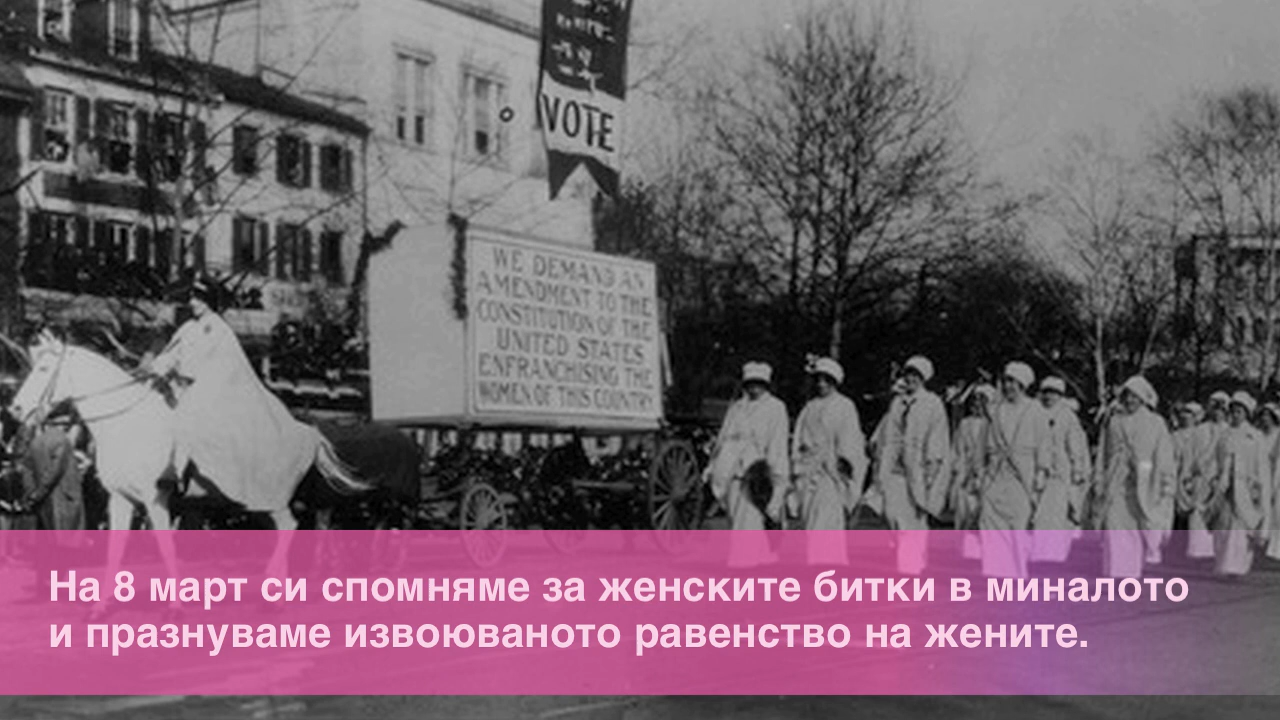 VOTE
WE DEMAND AN
AMENDMENT TO THE
CONSTITUTION OF THE
UNITED STATES
ENFRANCHISING THE
WOMEN OF THIS COUNTRY
На 8 март си спомняме за женските битки в миналото
и празнуваме извоюваното равенство на жените.